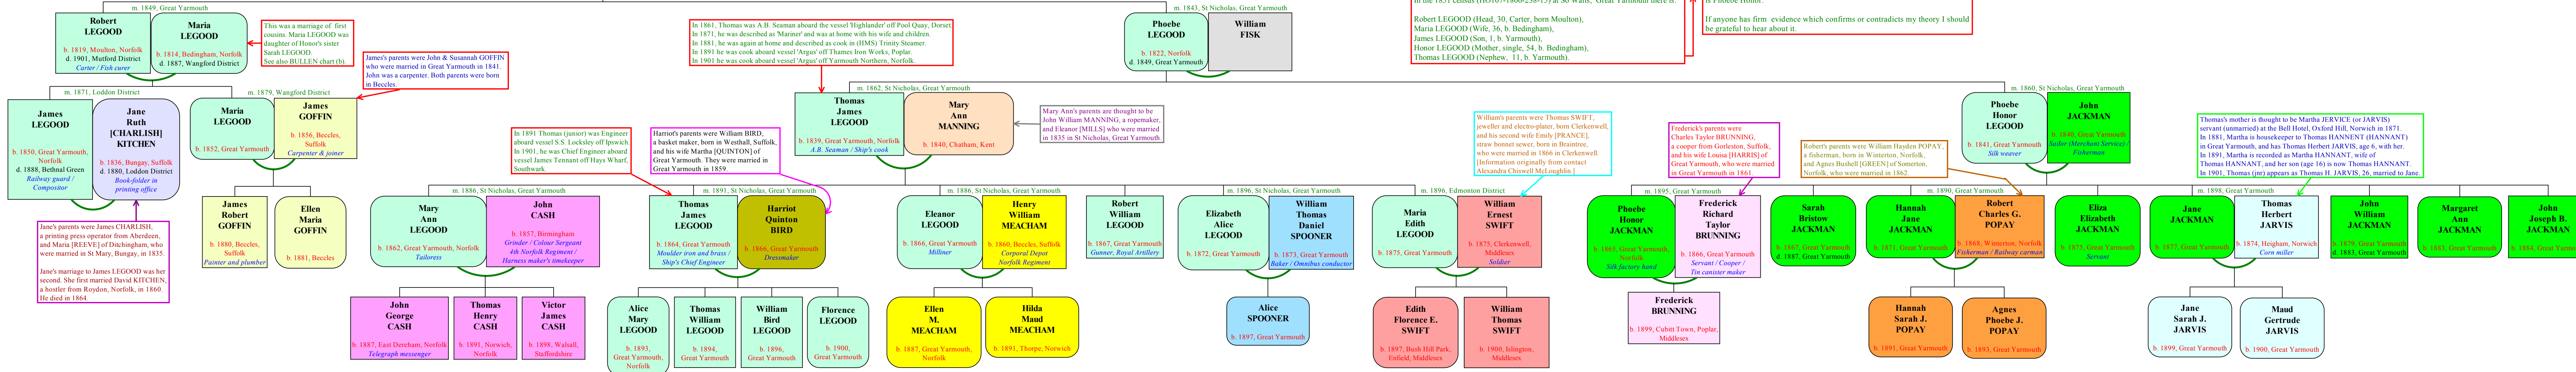 m. 1849, Great Yarmouth
m. 1843, St Nicholas, Great Yarmouth
Robert
LEGOOD
b. 1819, Moulton, Norfolk
d. 1901, Mutford District
Carter / Fish curer
Maria
LEGOOD
b. 1814, Bedingham, Norfolk
d. 1887, Wangford District
This was a marriage of first
cousins. Maria LEGOOD was
daughter of Honor's sister
Sarah LEGOOD.
See also BULLEN chart (b).
James's parents were John & Susannah GOFFIN
who were married in Great Yarmouth in 1841.
John was a carpenter. Both parents were born
in Beccles.
In 1861, Thomas was A.B. Seaman aboard the vessel 'Highlander' off Pool Quay, Dorset.
In 1871, he was described as 'Mariner' and was at home with his wife and children.
In 1881, he was again at home and described as cook in (HMS) Trinity Steamer.
In 1891 he was cook aboard vessel 'Argus' off Thames Iron Works, Poplar.
In 1901 he was cook aboard vessel 'Argus' off Yarmouth Northern, Norfolk.
Phoebe
LEGOOD
b. 1822, Norfolk
d. 1849, Great Yarmouth
William
FISK
Robert LEGOOD (Head, 30, Carter, born Moulton),
Maria LEGOOD (Wife, 36, b. Bedingham),
James LEGOOD (Son, 1, b. Yarmouth),
Honor LEGOOD (Mother, single, 54, b. Bedingham),
Thomas LEGOOD (Nephew, 11, b. Yarmouth).
is Phoebe Honor.
If anyone has firm evidence which confirms or contradicts my theory I should
be grateful to hear about it.
m. 1871, Loddon District
m. 1879, Wangford District
m. 1862, St Nicholas, Great Yarmouth
m. 1860, St Nicholas, Great Yarmouth
James
LEGOOD
b. 1850, Great Yarmouth,
Norfolk
d. 1888, Bethnal Green
Railway guard /
Compositor
Jane
Ruth
[CHARLISH]
KITCHEN
b. 1836, Bungay, Suffolk
d. 1880, Loddon District
Book-folder in
printing office
Maria
LEGOOD
b. 1852, Great Yarmouth
James
GOFFIN
b. 1856, Beccles,
Suffolk
Carpenter & joiner
Thomas
James
LEGOOD
b. 1839, Great Yarmouth, Norfolk
A.B. Seaman / Ship's cook
Mary
Ann
MANNING
b. 1840, Chatham, Kent
Mary Ann's parents are thought to be
John William MANNING, a ropemaker,
and Eleanor [MILLS] who were married
in 1835 in St Nicholas, Great Yarmouth.
Phoebe
Honor
LEGOOD
b. 1841, Great Yarmouth
Silk weaver
John
JACKMAN
b. 1840, Great Yarmouth
Sailor (Merchant Service) /
Fisherman
In 1891 Thomas (junior) was Engineer
aboard vessel S.S. Locksley off Ipswich.
In 1901, he was Chief Engineer aboard
vessel James Tennant off Hays Wharf,
Southwark.
Harriot's parents were William BIRD,
a basket maker, born in Westhall, Suffolk,
and his wife Martha [QUINTON] of
Great Yarmouth. They were married in
Great Yarmouth in 1859.
William's parents were Thomas SWIFT,
jeweller and electro-plater, born Clerkenwell,
and his second wife Emily [PRANCE],
straw bonnet sewer, born in Braintree,
who were married in 1866 in Clerkenwell.
[Information originally from contact
Alexandra Chiswell McLoughlin.]
Frederick's parents were
Charles Taylor BRUNNING,
a cooper from Gorleston, Suffolk,
and his wife Louisa [HARRIS] of
Great Yarmouth, who were married
in Great Yarmouth in 1861.
Robert's parents were William Hayden POPAY,
a fisherman, born in Winterton, Norfolk,
and Agnes Bushell [GREEN] of Somerton,
Norfolk, who were married in 1862.
Thomas's mother is thought to be Martha JERVICE (or JARVIS)
servant (unmarried) at the Bell Hotel, Oxford Hill, Norwich in 1871.
In 1881, Martha is housekeeper to Thomas HANNENT (HANNANT)
in Great Yarmouth, and has Thomas Herbert JARVIS, age 6, with her.
In 1891, Martha is recorded as Martha HANNENT, wife of
Thomas HANNANT, and her son (age 16) is now Thomas HANNANT.
In 1901, Thomas (jnr) appears as Thomas H. JARVIS, 26, married to Jane.
Jane's parents were James CHARLISH,
a printing press operator from Aberdeen,
and Maria [REEVE] of Ditchingham, who
were married in St Mary, Bungay, in 1835.
Jane's marriage to James LEGOOD was her
second. She first married David KITCHEN,
a hostler from Roydon, Norfolk, in 1860.
He died in 1864.
James
Robert
GOFFIN
b. 1880, Beccles,
Suffolk
Painter and plumber
Ellen
Maria
GOFFIN
b. 1881, Beccles
m. 1886, St Nicholas, Great Yarmouth
m. 1891, St Nicholas, Great Yarmouth
m. 1886, St Nicholas, Great Yarmouth
m. 1896, St Nicholas, Great Yarmouth
m. 1896, Edmonton District
m. 1895, Great Yarmouth
m. 1890, Great Yarmouth
m. 1898, Great Yarmouth
Mary
Ann
LEGOOD
b. 1862, Great Yarmouth, Norfolk
Tailoress
John
CASH
b. 1857, Birmingham
Grinder / Colour Sergeant
4th Norfolk Regiment /
Harness maker's timekeeper
Thomas
James
LEGOOD
b. 1864, Great Yarmouth
Moulder iron and brass /
Ship's Chief Engineer
Harriot
Quinton
BIRD
b. 1866, Great Yarmouth
Dressmaker
Eleanor
LEGOOD
b. 1866, Great Yarmouth
Milliner
Henry
William
MEACHAM
b. 1860, Beccles, Suffolk
Corporal Depot
Norfolk Regiment
Robert
William
LEGOOD
b. 1867, Great Yarmouth
Gunner, Royal Artillery
Elizabeth
Alice
LEGOOD
b. 1872, Great Yarmouth
William
Thomas
Daniel
SPOONER
b. 1873, Great Yarmouth
Baker / Omnibus conductor
Maria
Edith
LEGOOD
b. 1875, Great Yarmouth
William
Ernest
SWIFT
b. 1875, Clerkenwell,
Middlesex
Soldier
Phoebe
Honor
JACKMAN
b. 1865, Great Yarmouth,
Norfolk
Silk factory hand
Frederick
Richard
Taylor
BRUNNING
b. 1866, Great Yarmouth
Servant / Cooper /
Tin canister maker
Sarah
Bristow
JACKMAN
b. 1867, Great Yarmouth
d. 1887, Great Yarmouth
Hannah
Jane
JACKMAN
b. 1871, Great Yarmouth
Robert
Charles G.
POPAY
b. 1868, Winterton, Norfolk
Fisherman / Railway carman
Eliza
Elizabeth
JACKMAN
b. 1875, Great Yarmouth
Servant
Jane
JACKMAN
b. 1877, Great Yarmouth
Thomas
Herbert
JARVIS
b. 1874, Heigham, Norwich
Corn miller
John
William
JACKMAN
b. 1879, Great Yarmouth
d. 1883, Great Yarmouth
Margaret
Ann
JACKMAN
b. 1883, Great Yarmouth
John
Joseph B.
JACKMAN
b. 1884, Great
John
George
CASH
b. 1887, East Dereham, Norfolk
Telegraph messenger
Thomas
Henry
CASH
b. 1891, Norwich,
Norfolk
Victor
James
CASH
b. 1898, Walsall,
Staffordshire
Alice
Mary
LEGOOD
b. 1893,
Great Yarmouth,
Norfolk
Thomas
William
LEGOOD
b. 1894,
Great Yarmouth
William
Bird
LEGOOD
b. 1896,
Great Yarmouth
Florence
LEGOOD
b. 1900,
Great Yarmouth
Ellen
M.
MEACHAM
b. 1887, Great Yarmouth,
Norfolk
Hilda
Maud
MEACHAM
b. 1891, Thorpe, Norwich
Alice
SPOONER
b. 1897, Great Yarmouth
Edith
Florence E.
SWIFT
b. 1897, Bush Hill Park,
Enfield, Middlesex
William
Thomas
SWIFT
b. 1900, Islington,
Middlesex
Frederick
BRUNNING
b. 1899, Cubitt Town, Poplar,
Middlesex
Hannah
Sarah J.
POPAY
b. 1891, Great Yarmouth
Agnes
Phoebe J.
POPAY
b. 1893, Great Yarmouth
Jane
Sarah J.
JARVIS
b. 1899, Great Yarmouth
Maud
Gertrude
JARVIS
b. 1900, Great Yarmouth